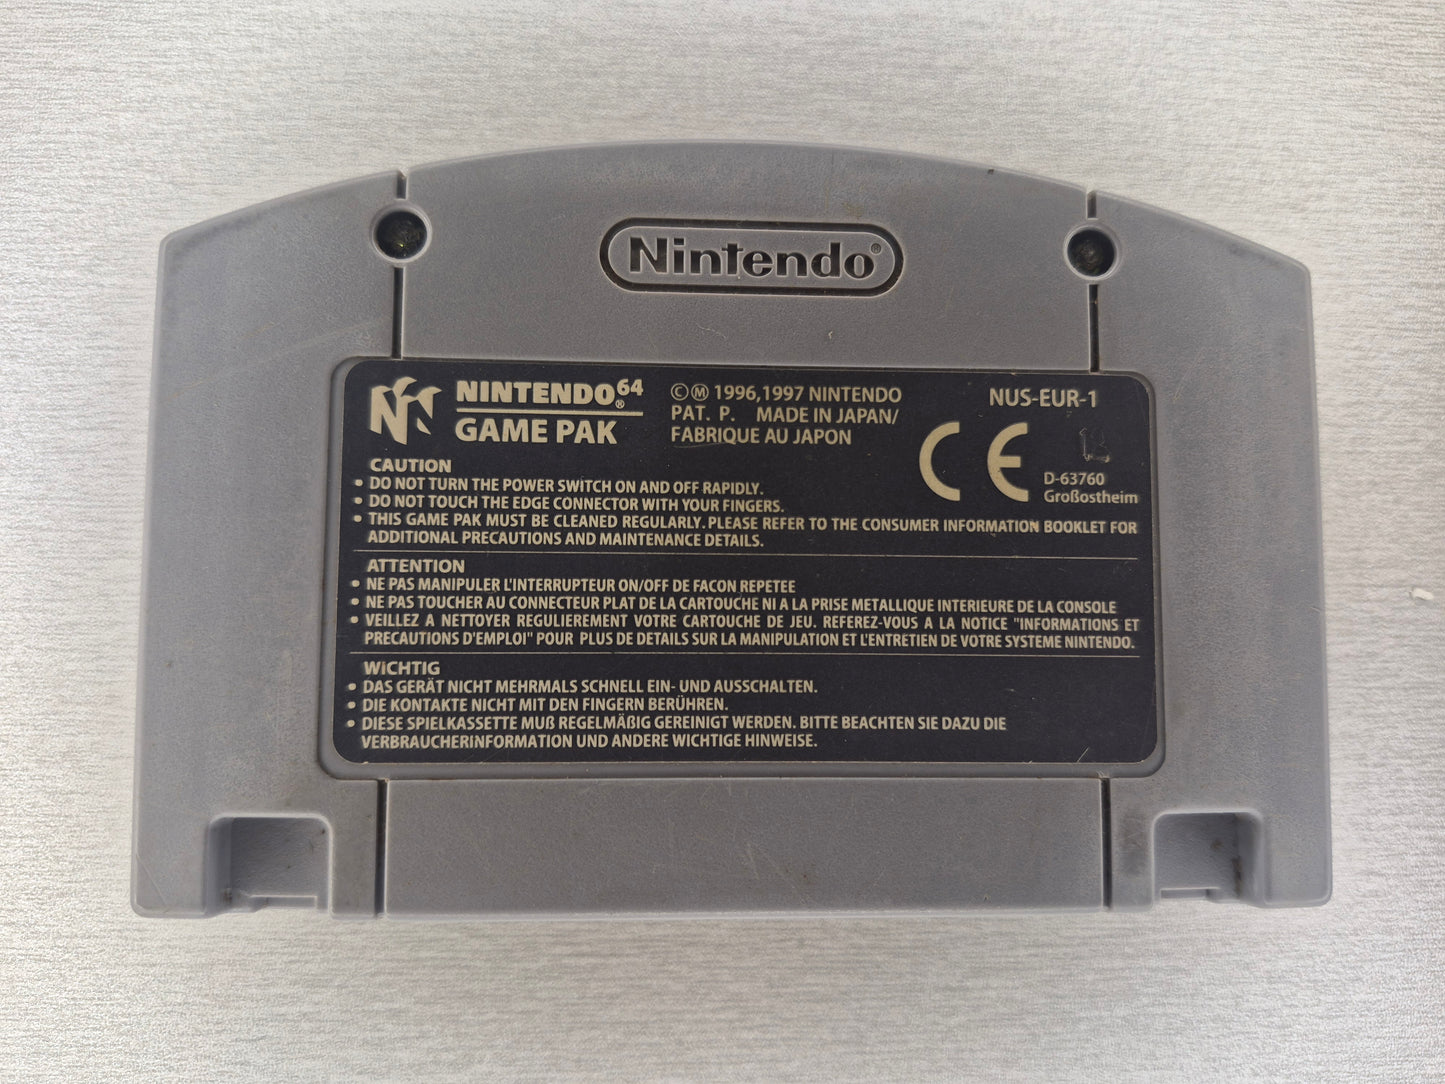 Nintendo®
NINTENDO⁶⁴®
GAME PAK
©Ⓜ 1996,1997 NINTENDO
PAT. P. MADE IN JAPAN/
FABRIQUE AU JAPON
NUS-EUR-1
CE
12
D-63760
Großostheim
CAUTION
• DO NOT TURN THE POWER SWiTCH ON AND OFF RAPIDLY.
• DO NOT TOUCH THE EDGE CONNECTOR WITH YOUR FINGERS.
• THIS GAME PAK MUST BE CLEANED REGULARLY. PLEASE REFER TO THE CONSUMER INFORMATION BOOKLET FOR
ADDITIONAL PRECAUTIONS AND MAINTENANCE DETAILS.
ATTENTION
• NE PAS MANIPULER L'INTERRUPTEUR ON/OFF DE FACON REPETEE
• NE PAS TOUCHER AU CONNECTEUR PLAT DE LA CARTOUCHE NI A LA PRISE METALLIQUE INTERIEURE DE LA CONSOLE
• VEILLEZ A NETTOYER REGULIEREMENT VOTRE CARTOUCHE DE JEU. REFEREZ-VOUS A LA NOTICE "INFORMATIONS ET
PRECAUTIONS D'EMPLOI" POUR PLUS DE DETAILS SUR LA MANIPULATION ET L'ENTRETIEN DE VOTRE SYSTEME NINTENDO.
WiCHTIG
• DAS GERÄT NICHT MEHRMALS SCHNELL EIN- UND AUSSCHALTEN.
• DIE KONTAKTE NICHT MIT DEN FINGERN BERÜHREN.
• DIESE SPIELKASSETTE MUß REGELMÄßIG GEREINIGT WERDEN. BITTE BEACHTEN SIE DAZU DIE
VERBRAUCHERiNFORMATION UND ANDERE WICHTIGE HINWEISE.